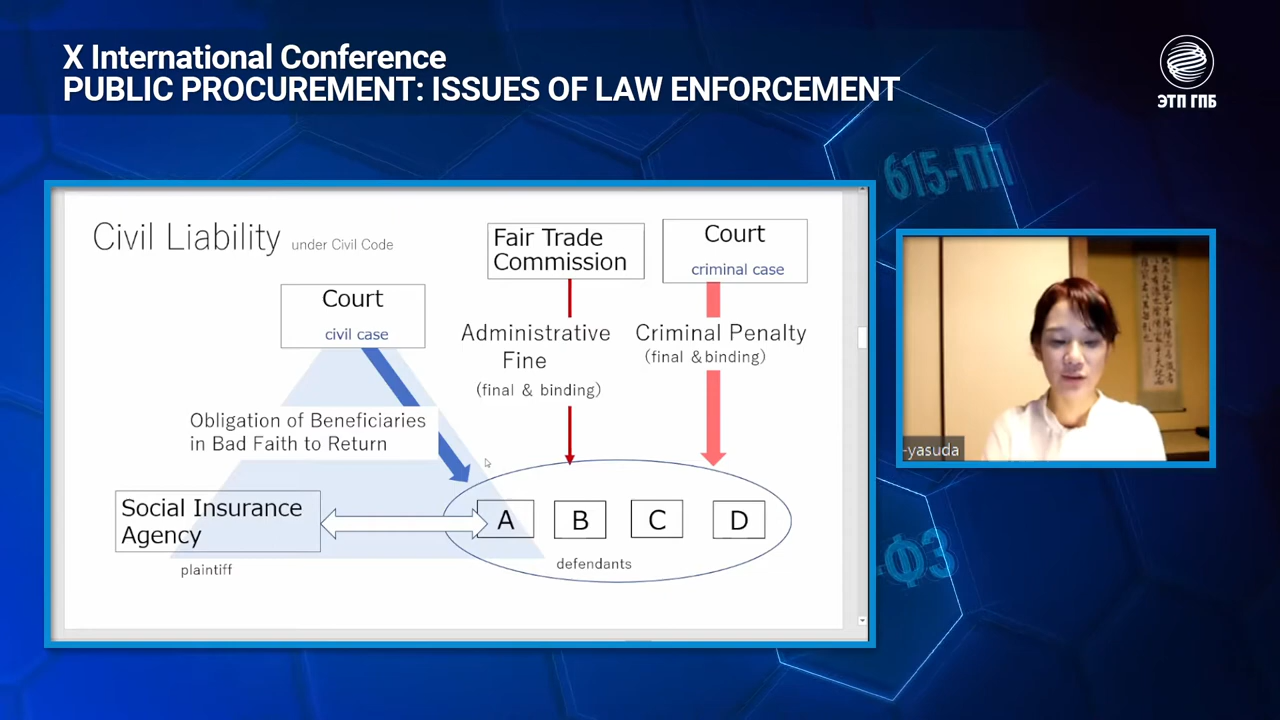 X International Conference
PUBLIC PROCUREMENT: ISSUES OF LAW ENFORCEMENT
ЭТП ГПБ
615-ПП
-ФЗ
Civil Liability under Civil Code
Court
civil case
Fair Trade
Commission
Court
criminal case
Administrative
Fine
(final & binding)
Criminal Penalty
(final &binding)
Obligation of Beneficiaries
in Bad Faith to Return
Social Insurance
Agency
plaintiff
A B C D
defendants
-yasuda